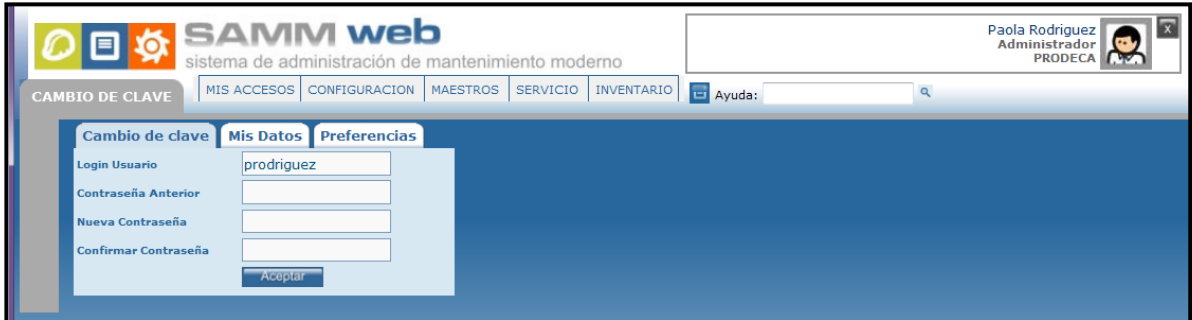 SAMM web
sistema de administración de mantenimiento moderno
Paola Rodriguez
Administrador
PRODECA
X
CAMBIO DE CLAVE
MIS ACCESOS
CONFIGURACION
MAESTROS
SERVICIO
INVENTARIO
Ayuda:
Cambio de clave
Mis Datos
Preferencias
Login Usuario
prodriguez
Contraseña Anterior
Nueva Contraseña
Confirmar Contraseña
Aceptar